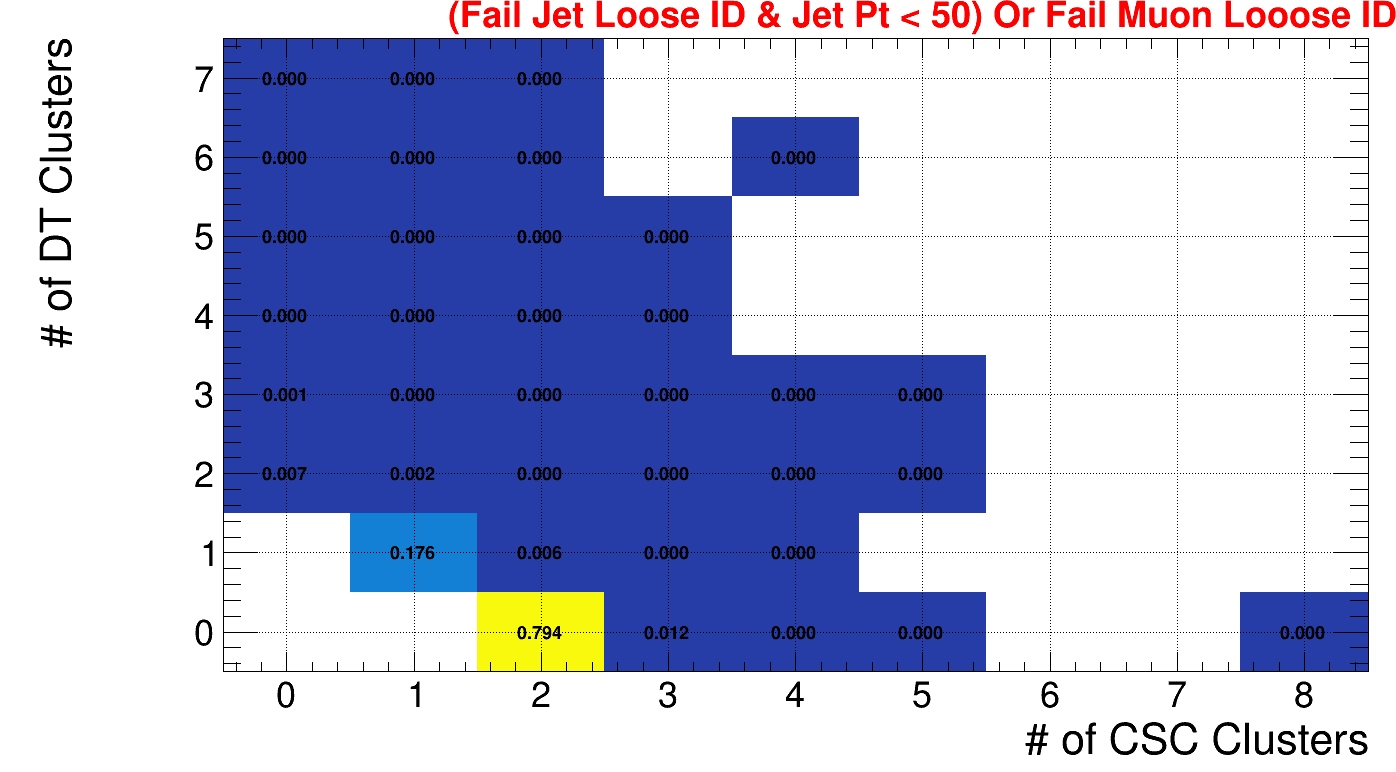 (Fail Jet Loose ID & Jet Pt < 50) Or Fail Muon Looose ID
# of DT Clusters
7 0.000 0.000 0.000
6 0.000 0.000 0.000 0.000
5 0.000 0.000 0.000 0.000
4 0.000 0.000 0.000 0.000
3 0.001 0.000 0.000 0.000 0.000 0.000
2 0.007 0.002 0.000 0.000 0.000 0.000
1 0.176 0.006 0.000 0.000
0 0.794 0.012 0.000 0.000 0.000
0 1 2 3 4 5 6 7 8
# of CSC Clusters